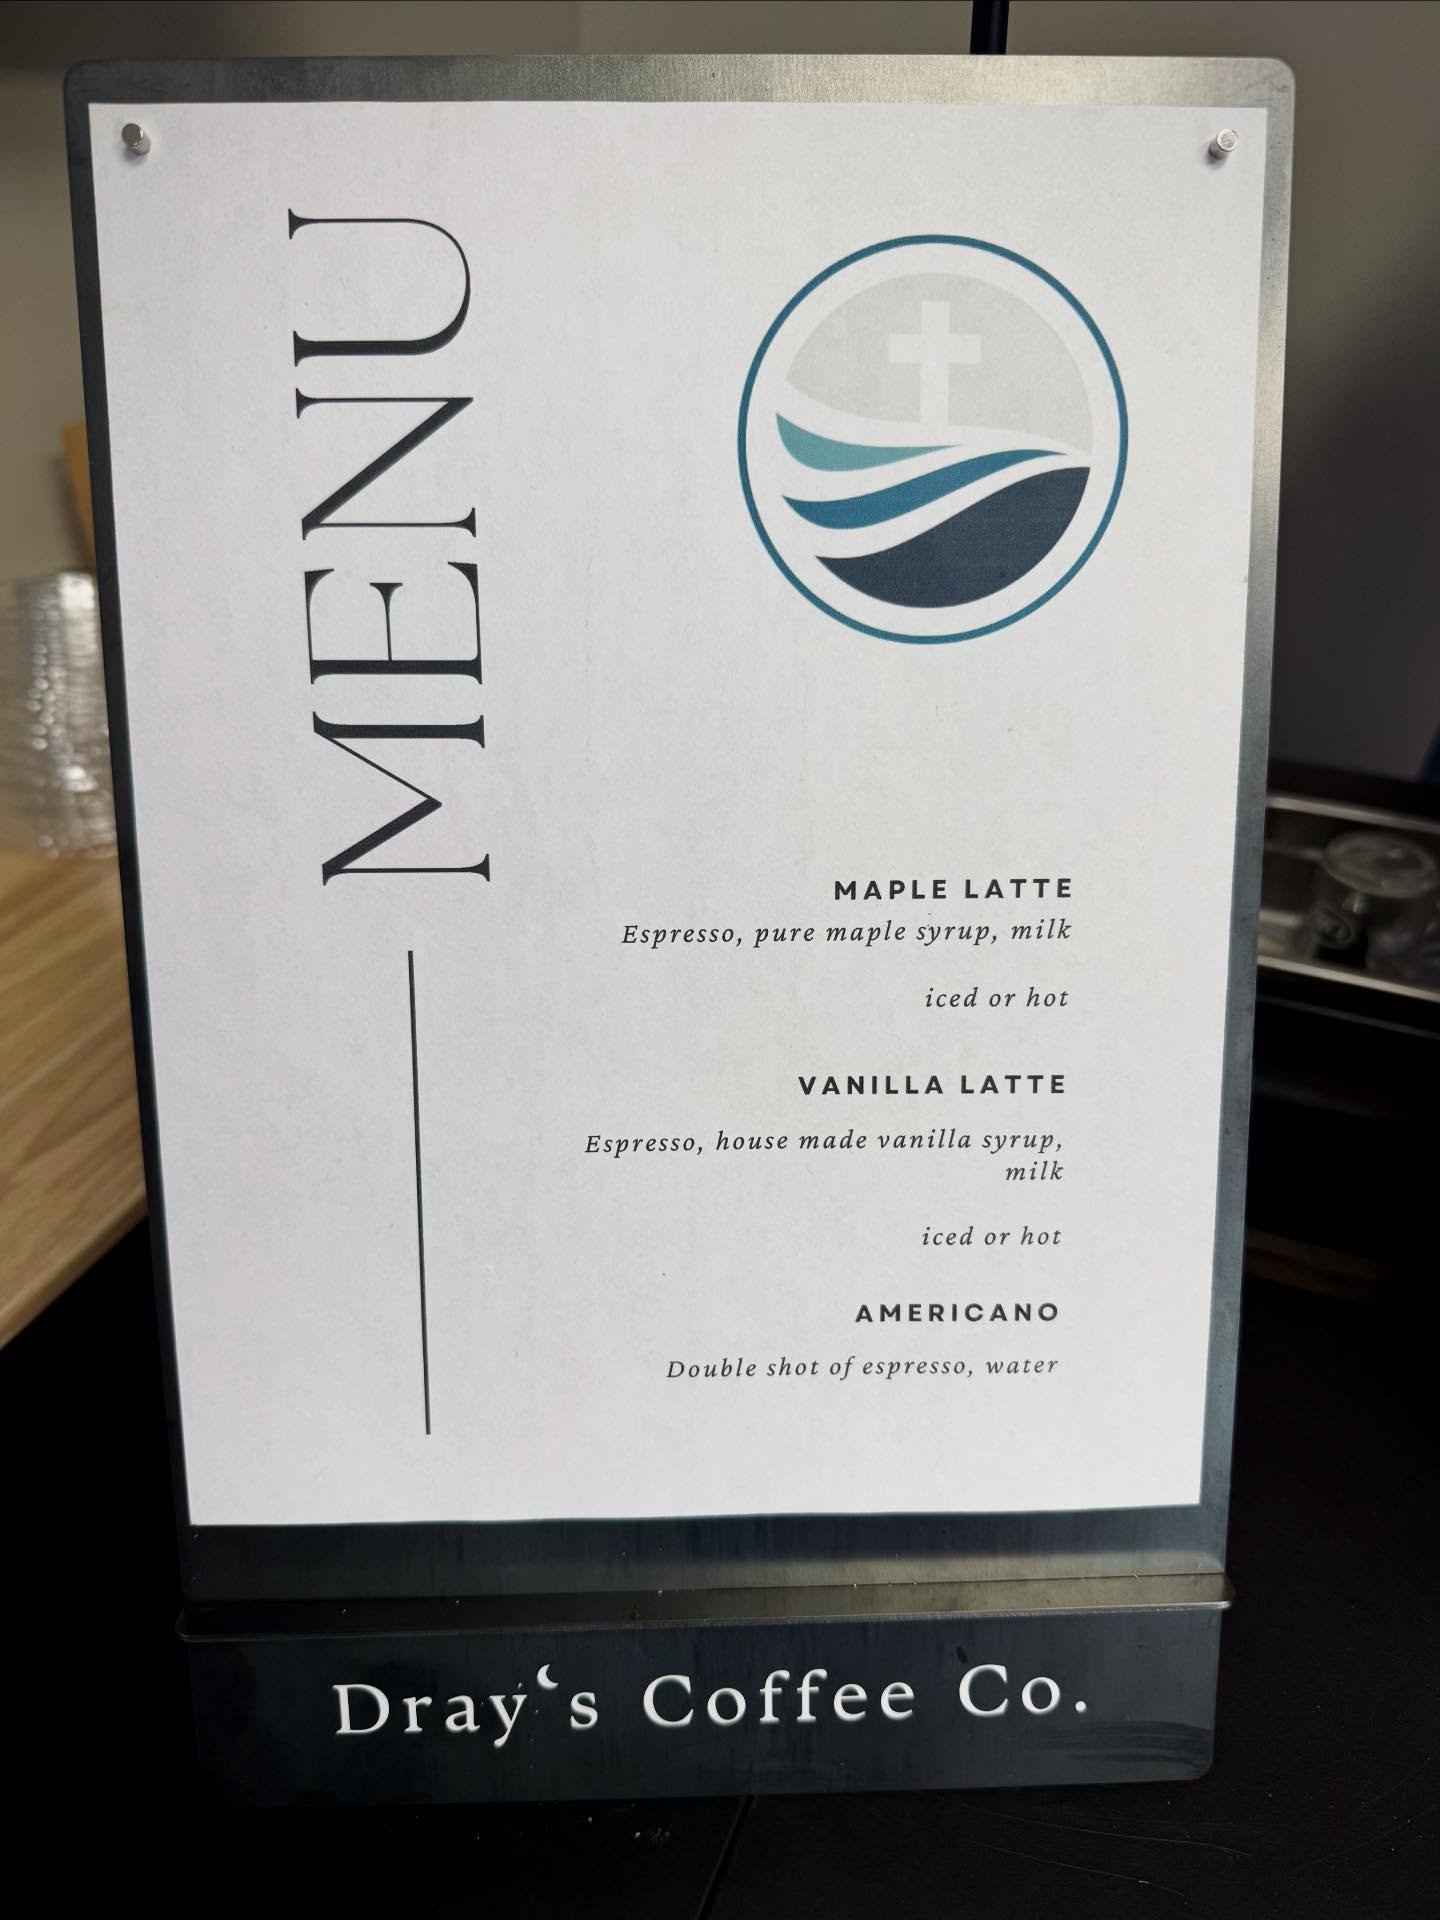 MENU
MAPLE LATTE
Espresso, pure maple syrup, milk
iced or hot
VANILLA LATTE
Espresso, house made vanilla syrup,
milk
iced or hot
AMERICANO
Double shot of espresso, water
Dray‘s Coffee Co.